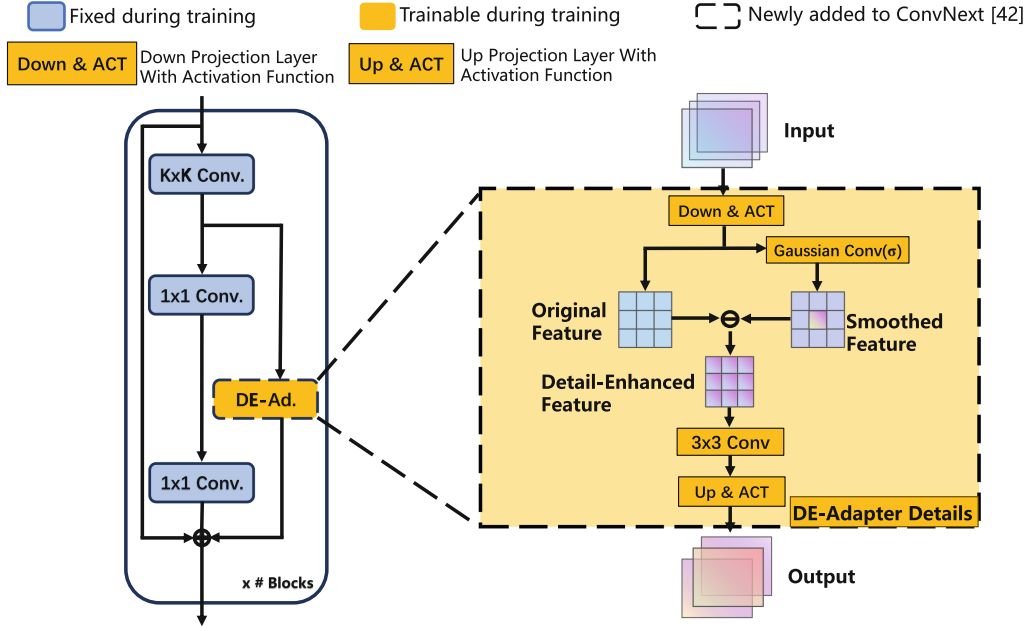 Fixed during training
Trainable during training
Newly added to ConvNext [42]
Down & ACT
Down Projection Layer
With Activation Function
Up & ACT
Up Projection Layer With
Activation Function
KxK Conv.
1x1 Conv.
DE-Ad.
1x1 Conv.
x # Blocks
Input
Down & ACT
Gaussian Conv(σ)
Original
Feature
Smoothed
Feature
Detail-Enhanced
Feature
3x3 Conv
Up & ACT
DE-Adapter Details
Output